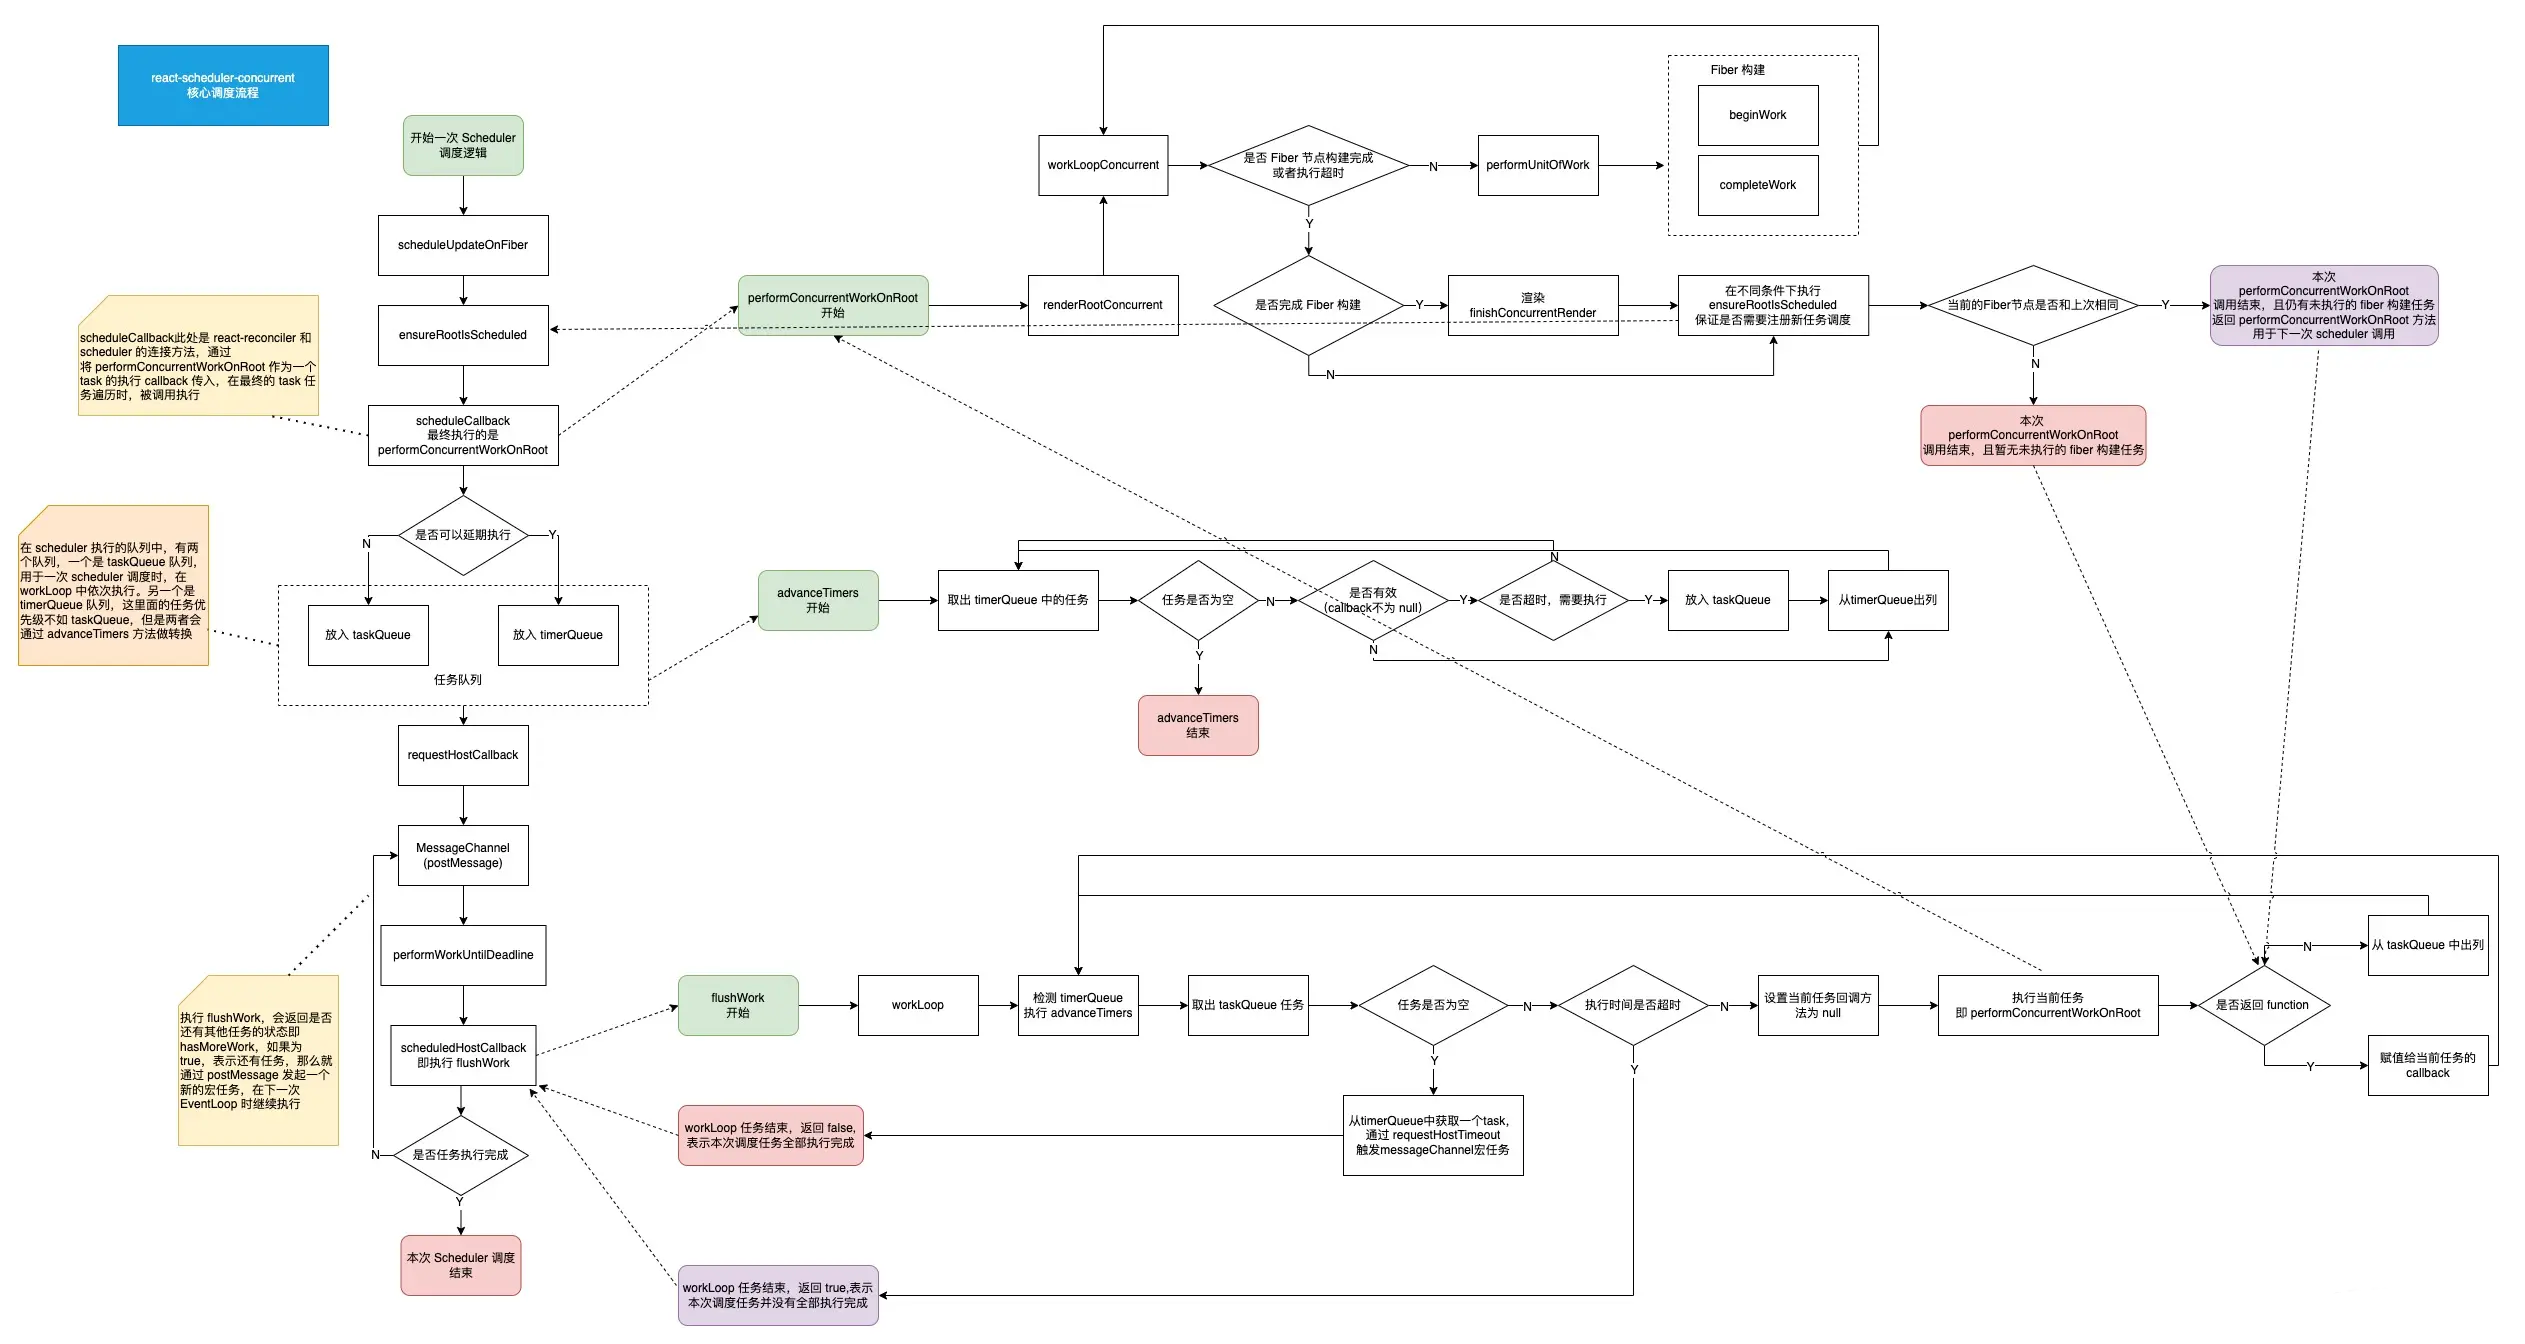 react-scheduler-concurrent
核心调度流程
开始一次 Scheduler
调度逻辑
scheduleUpdateOnFiber
ensureRootIsScheduled
scheduleCallback此处是 react-reconciler 和
scheduler 的连接方法，通过
将 performConcurrentWorkOnRoot 作为一个
task 的执行 callback 传入，在最终的 task 任
务遍历时，被调用执行
scheduleCallback
最终执行的是
performConcurrentWorkOnRoot
是否可以延期执行
N
Y
在 scheduler 执行的队列中，有两
个队列，一个是 taskQueue 队列，
用于一次 scheduler 调度时，在
workLoop 中依次执行。另一个是
timerQueue 队列，这里面的任务优
先级不如 taskQueue，但是两者会
通过 advanceTimers 方法做转换
放入 taskQueue
放入 timerQueue
任务队列
requestHostCallback
MessageChannel
(postMessage)
performWorkUntilDeadline
执行 flushWork，会返回是否
还有其他任务的状态即
hasMoreWork，如果为
true，表示还有任务，那么就
通过 postMessage 发起一个
新的宏任务，在下一次
EventLoop 时继续执行
scheduledHostCallback
即执行 flushWork
是否任务执行完成
N
Y
本次 Scheduler 调度
结束
performConcurrentWorkOnRoot
开始
renderRootConcurrent
workLoopConcurrent
是否 Fiber 节点构建完成
或者执行超时
N
performUnitOfWork
Fiber 构建
beginWork
completeWork
Y
是否完成 Fiber 构建
Y
N
渲染
finishConcurrentRender
在不同条件下执行
ensureRootIsScheduled
保证是否需要注册新任务调度
当前的Fiber节点是否和上次相同
Y
本次
performConcurrentWorkOnRoot
调用结束，且仍有未执行的 fiber 构建任务
返回 performConcurrentWorkOnRoot 方法
用于下一次 scheduler 调用
N
本次
performConcurrentWorkOnRoot
调用结束，且暂无未执行的 fiber 构建任务
advanceTimers
开始
取出 timerQueue 中的任务
任务是否为空
N
Y
advanceTimers
结束
是否有效
（callback不为 null）
Y
N
是否超时，需要执行
N
Y
放入 taskQueue
从timerQueue出列
flushWork
开始
workLoop
检测 timerQueue
执行 advanceTimers
取出 taskQueue 任务
任务是否为空
N
Y
执行时间是否超时
N
Y
设置当前任务回调方
法为 null
执行当前任务
即 performConcurrentWorkOnRoot
是否返回 function
N
从 taskQueue 中出列
Y
赋值给当前任务的
callback
从timerQueue中获取一个task，
通过 requestHostTimeout
触发messageChannel宏任务
workLoop 任务结束，返回 false,
表示本次调度任务全部执行完成
workLoop 任务结束，返回 true,表示
本次调度任务并没有全部执行完成